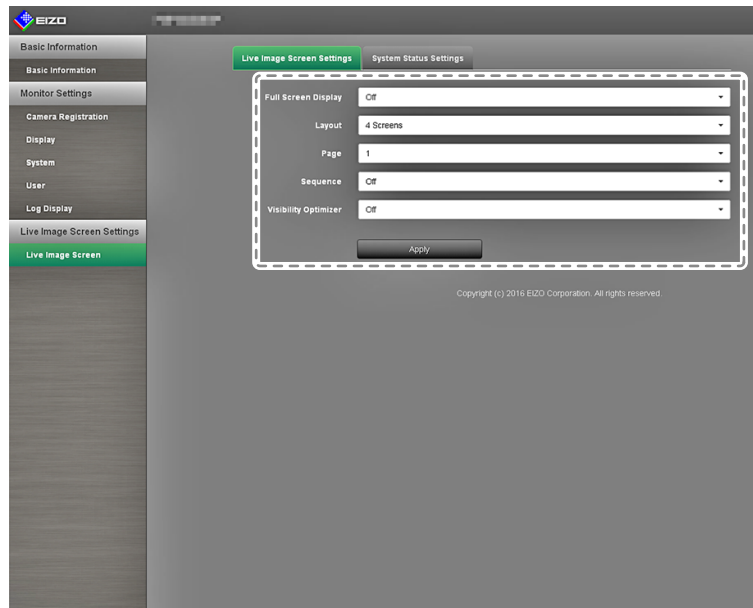 EIZO
Basic Information
Basic Information
Monitor Settings
Camera Registration
Display
System
User
Log Display
Live Image Screen Settings
Live Image Screen
Live Image Screen Settings
System Status Settings
Full Screen Display Off
Layout 4 Screens
Page 1
Sequence Off
Visibility Optimizer Off
Apply
Copyright (c) 2016 EIZO Corporation. All rights reserved.